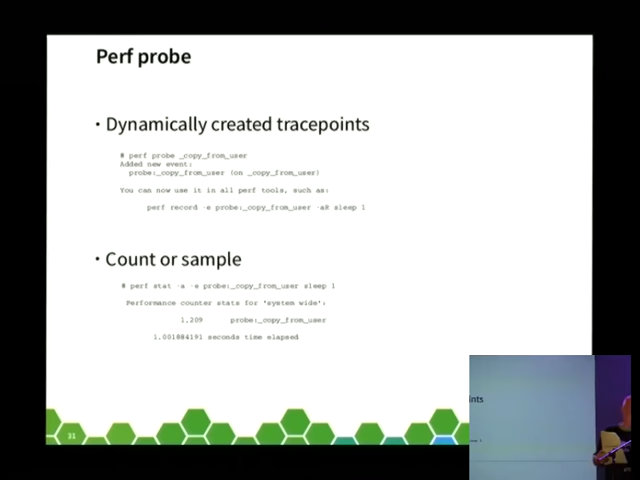 Perf probe
· Dynamically created tracepoints
# perf probe _copy_from_user
Added new event:
probe:_copy_from_user (on _copy_from_user)
You can now use it in all perf tools, such as:
perf record -e probe:_copy_from_user -aR sleep 1
· Count or sample
# perf stat -a -e probe:_copy_from_user sleep 1
Performance counter stats for 'system wide':
1,209 probe:_copy_from_user
1.001884191 seconds time elapsed
31
ints